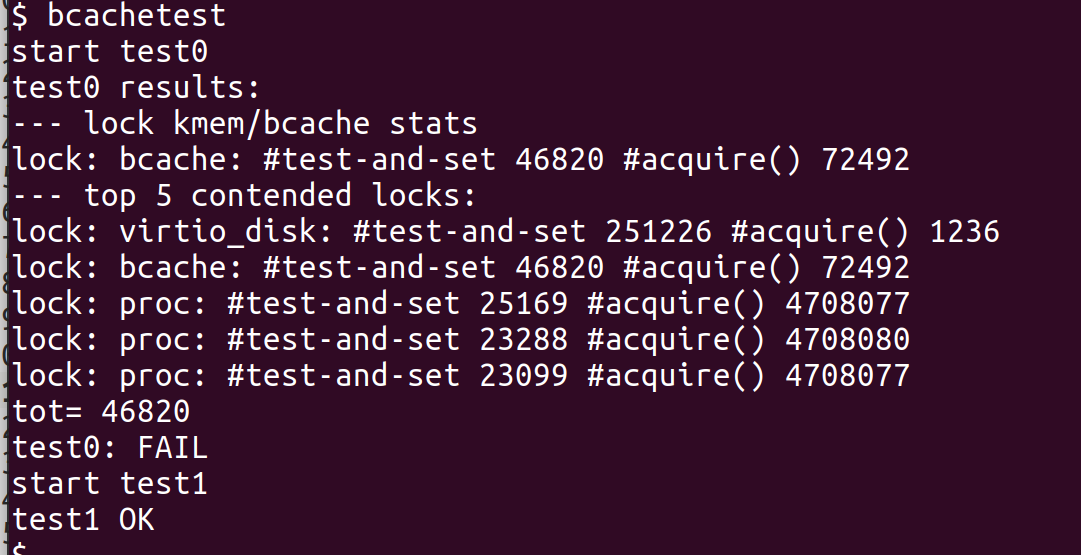 $ bcachetest
start test0
test0 results:
--- lock kmem/bcache stats
lock: bcache: #test-and-set 46820 #acquire() 72492
--- top 5 contended locks:
lock: virtio_disk: #test-and-set 251226 #acquire() 1236
lock: bcache: #test-and-set 46820 #acquire() 72492
lock: proc: #test-and-set 25169 #acquire() 4708077
lock: proc: #test-and-set 23288 #acquire() 4708080
lock: proc: #test-and-set 23099 #acquire() 4708077
tot= 46820
test0: FAIL
start test1
test1 OK
$